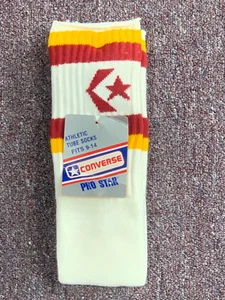 ATHLETIC
TUBE SOCKS
FITS 9-14
CONVERSE
PRO STAR